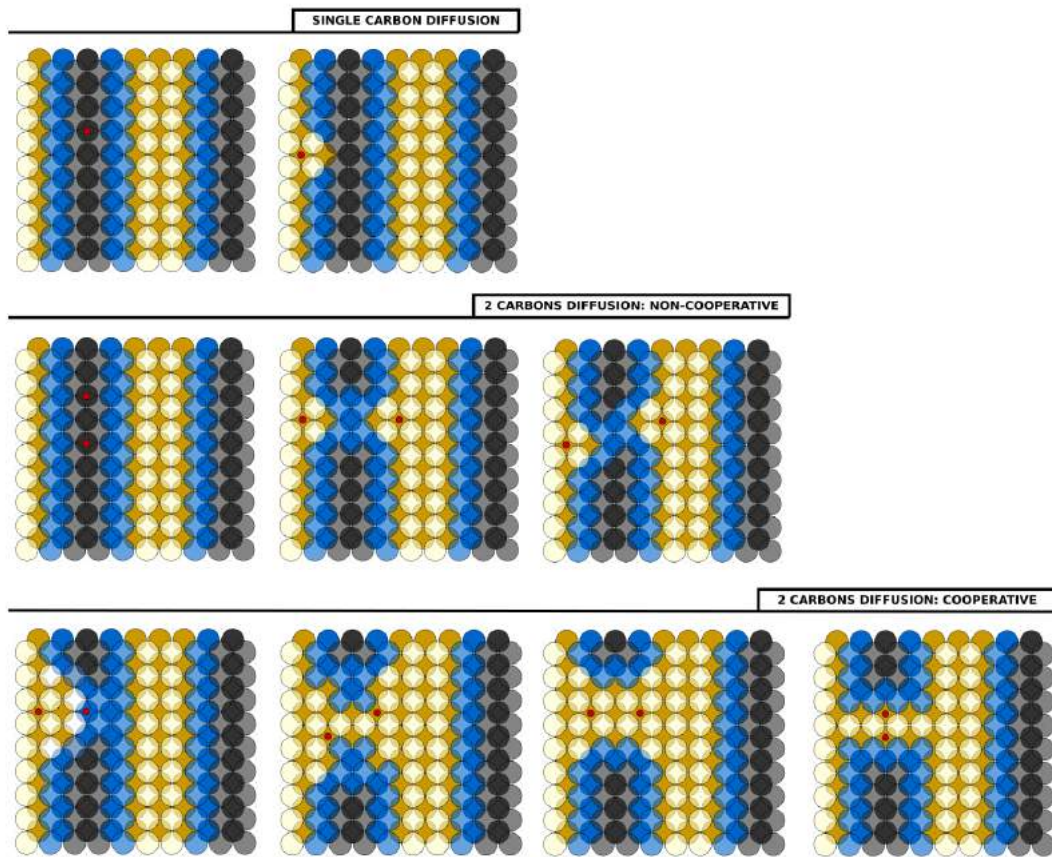 SINGLE CARBON DIFFUSION
2 CARBONS DIFFUSION: NON-COOPERATIVE
2 CARBONS DIFFUSION: COOPERATIVE